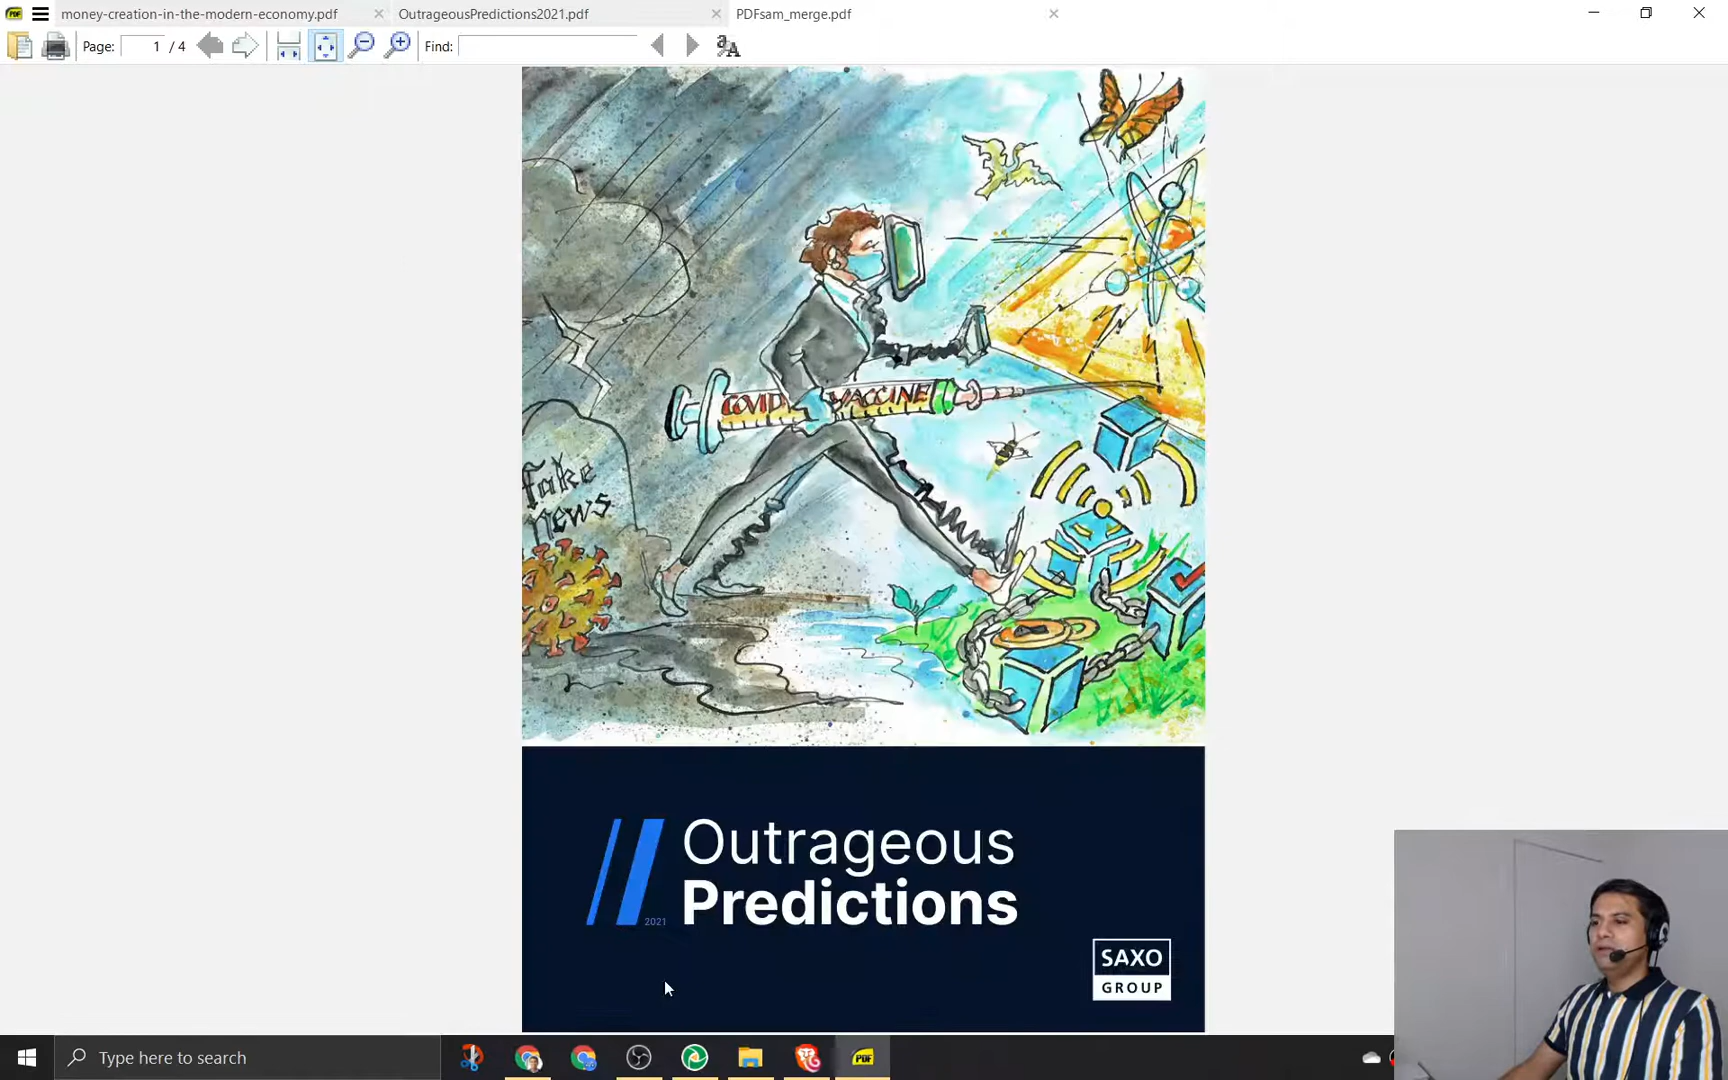 money-creation-in-the-modern-economy.pdf
OutrageousPredictions2021.pdf
PDFsam_merge.pdf
Page: 1 / 4
Find:
COVID VACCINE
fake
news
Outrageous
Predictions
2021
SAXO
GROUP
Type here to search
PDF